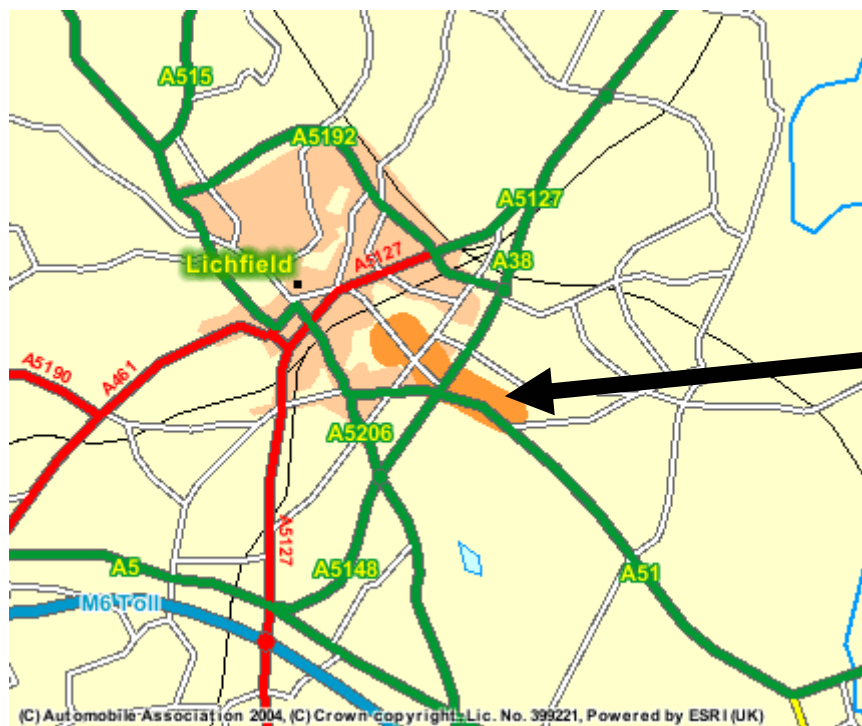 A515
A5192
A5127
A5127
A38
Lichfield
A5190
A461
A5206
A5127
A5148
A5
A51
M6 Toll
(C) Automobile Association 2004, (C) Crown copyright. Lic. No. 399221, Powered by ESRI(UK)